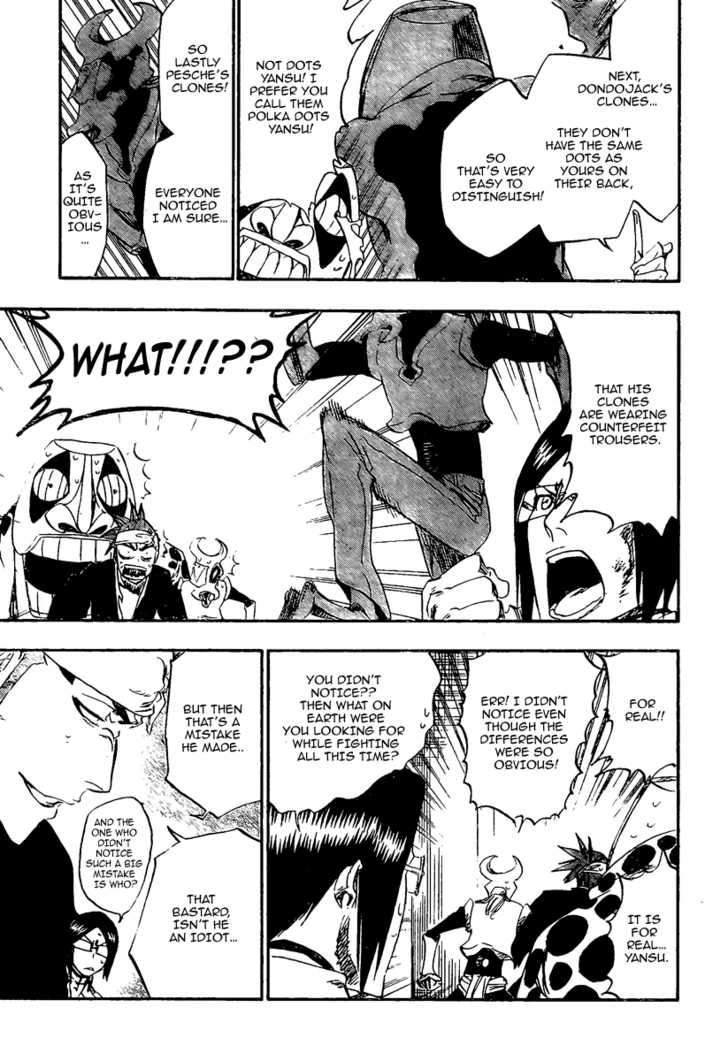 NEXT,
DONDOJACK'S
CLONES...
THEY DON'T
HAVE THE SAME
DOTS AS
YOURS ON
THEIR BACK,
SO
THAT'S VERY
EASY TO
DISTINGUISH!
NOT DOTS
YANSU! I
PREFER YOU
CALL THEM
POLKA DOTS
YANSU!
SO
LASTLY
PESCHE'S
CLONES!
EVERYONE
NOTICED
I AM SURE...
AS
IT'S
QUITE
OBV-
IOUS
...
THAT HIS
CLONES
ARE WEARING
COUNTERFEIT
TROUSERS.
WHAT!!!??
FOR
REAL!!
ERR! I DIDN'T
NOTICE EVEN
THOUGH THE
DIFFERENCES
WERE SO
OBVIOUS!
IT IS
FOR
REAL...
YANSU.
YOU DIDN'T
NOTICE??
THEN WHAT ON
EARTH WERE
YOU LOOKING FOR
WHILE FIGHTING
ALL THIS TIME?
BUT THEN
THAT'S A
MISTAKE
HE MADE..
THAT
BASTARD,
ISN'T HE
AN IDIOT...
AND THE
ONE WHO
DIDN'T
NOTICE
SUCH A BIG
MISTAKE
IS WHO?